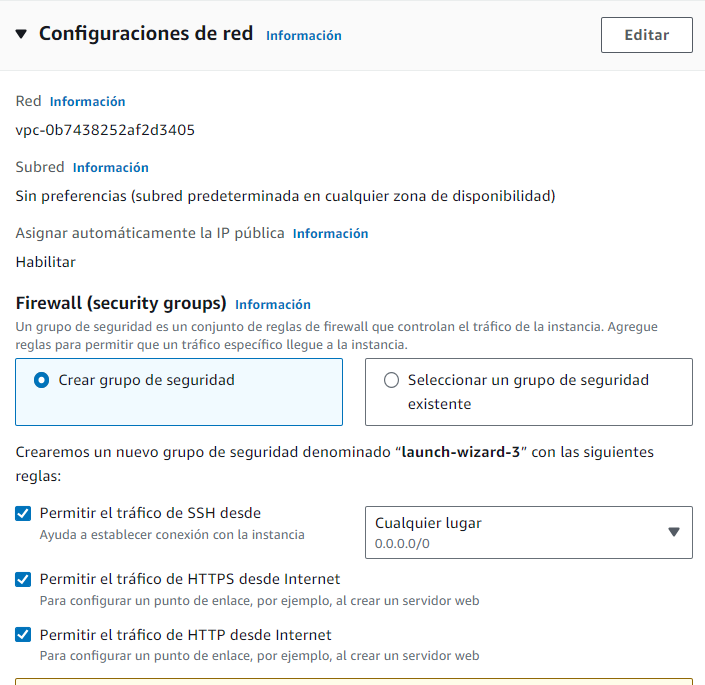 Configuraciones de red Información
Editar
Red Información
vpc-0b7438252af2d3405
Subred Información
Sin preferencias (subred predeterminada en cualquier zona de disponibilidad)
Asignar automáticamente la IP pública Información
Habilitar
Firewall (security groups) Información
Un grupo de seguridad es un conjunto de reglas de firewall que controlan el tráfico de la instancia. Agregue
reglas para permitir que un tráfico específico llegue a la instancia.
Crear grupo de seguridad
Seleccionar un grupo de seguridad
existente
Crearemos un nuevo grupo de seguridad denominado “launch-wizard-3” con las siguientes
reglas:
Permitir el tráfico de SSH desde
Ayuda a establecer conexión con la instancia
Cualquier lugar
0.0.0.0/0
Permitir el tráfico de HTTPS desde Internet
Para configurar un punto de enlace, por ejemplo, al crear un servidor web
Permitir el tráfico de HTTP desde Internet
Para configurar un punto de enlace, por ejemplo, al crear un servidor web